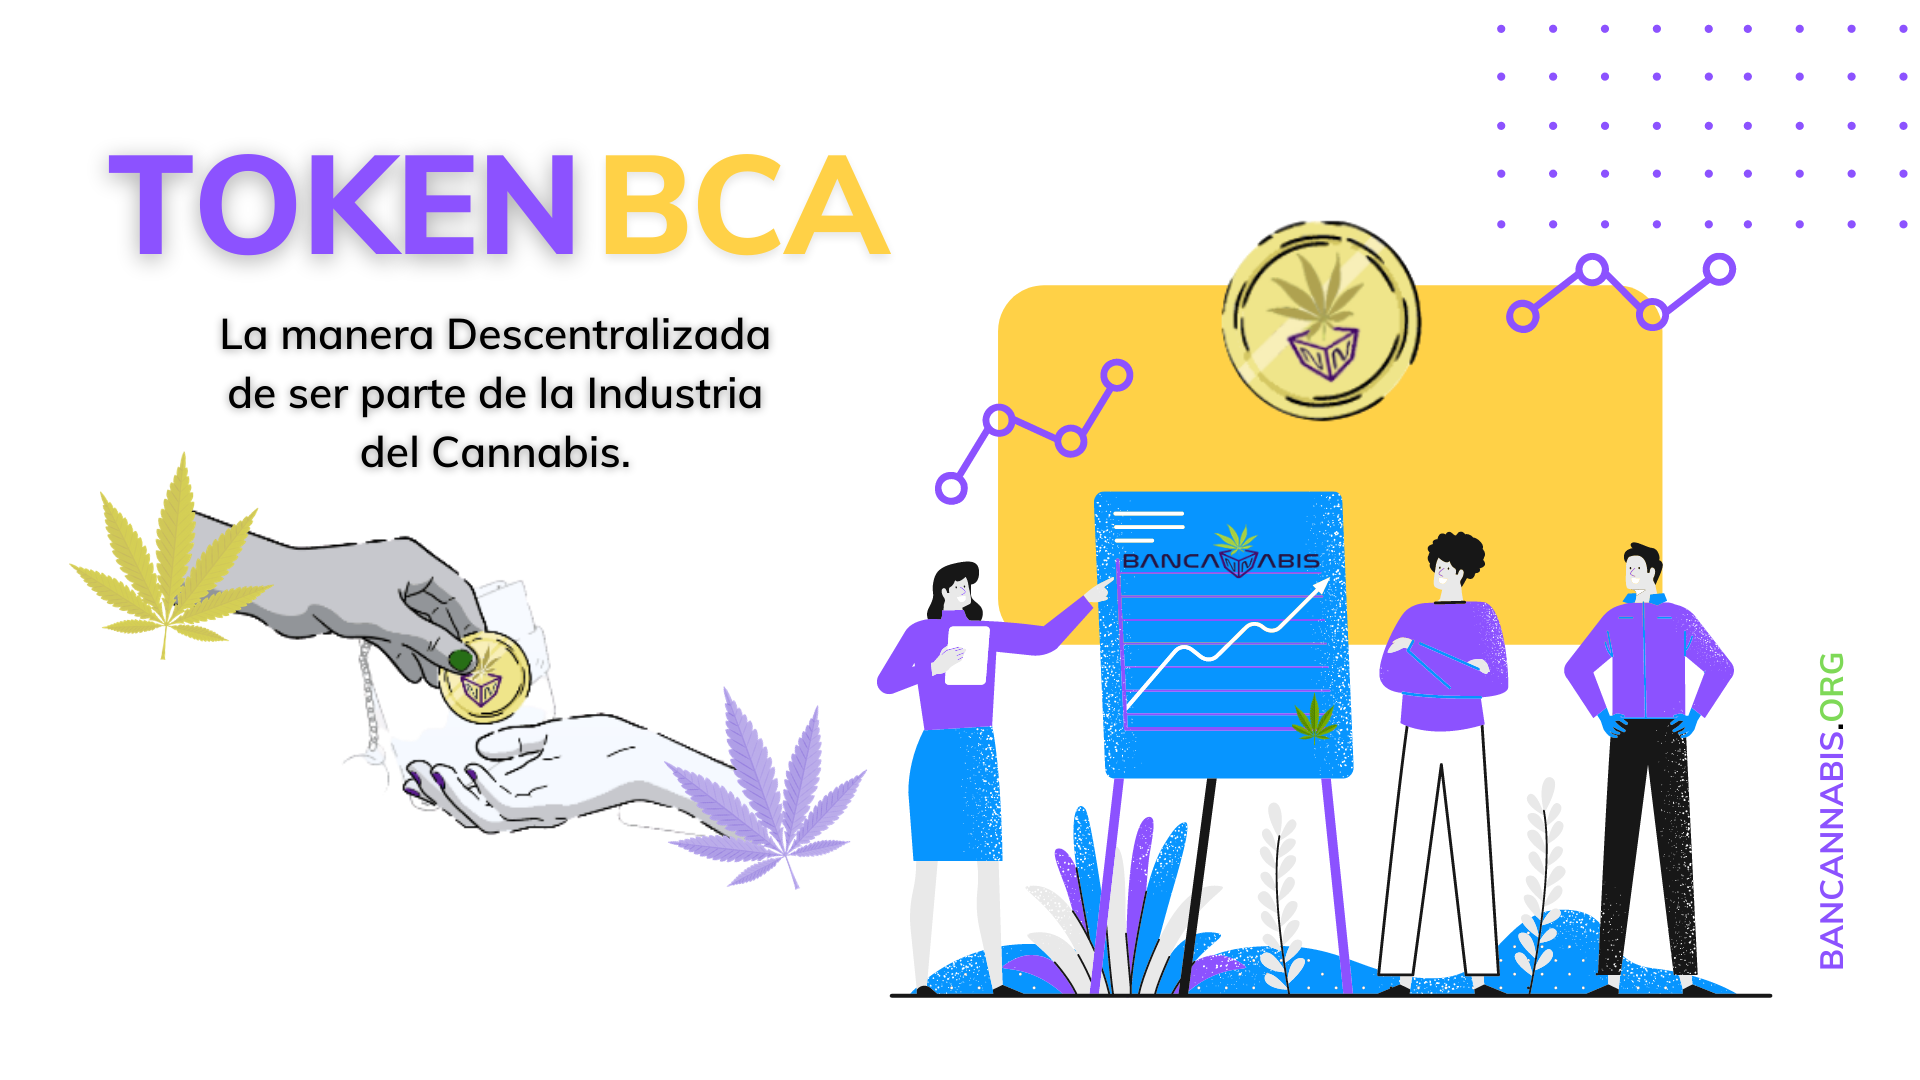 TOKEN BCA
La manera Descentralizada
de ser parte de la Industria
del Cannabis.
BANCANNABIS
BANCANNABIS.ORG